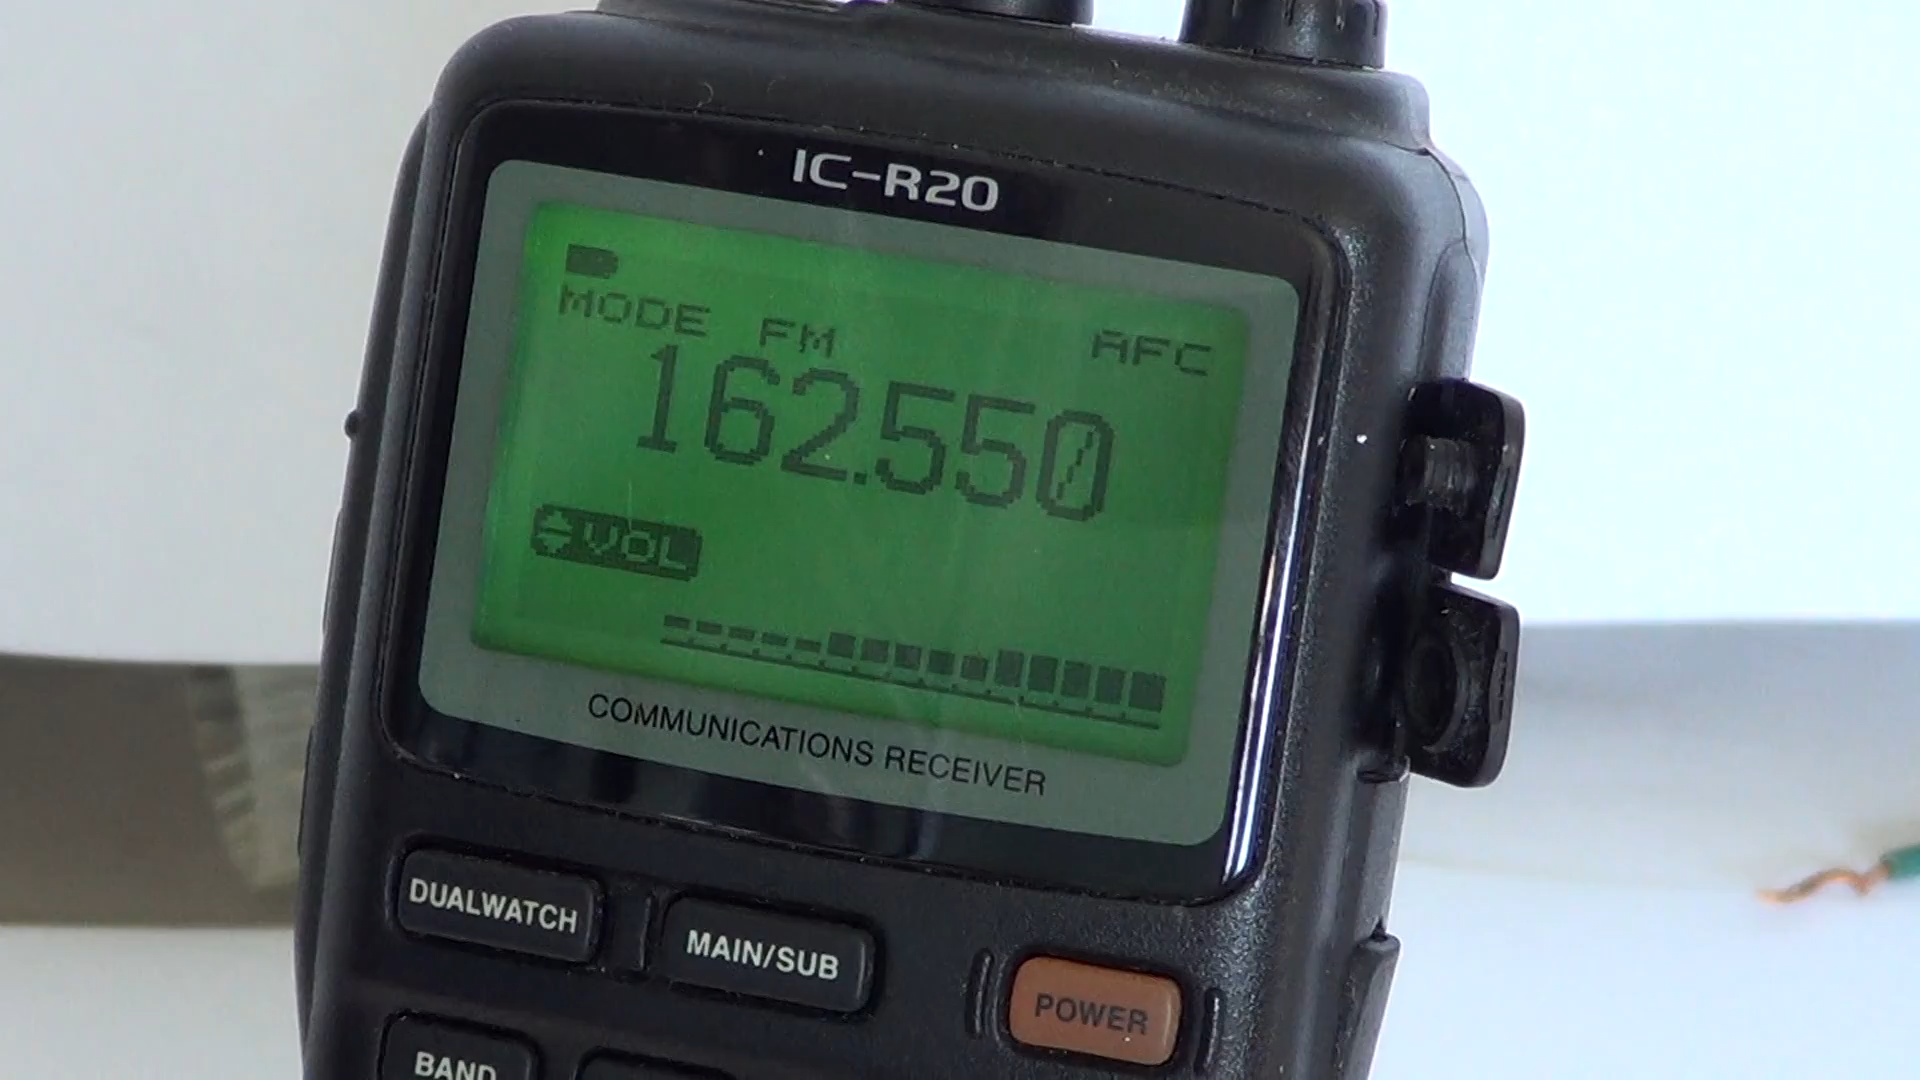 IC-R20
MODE FM AFC
162.550
VOL
COMMUNICATIONS RECEIVER
DUALWATCH
MAIN/SUB
POWER
BAND